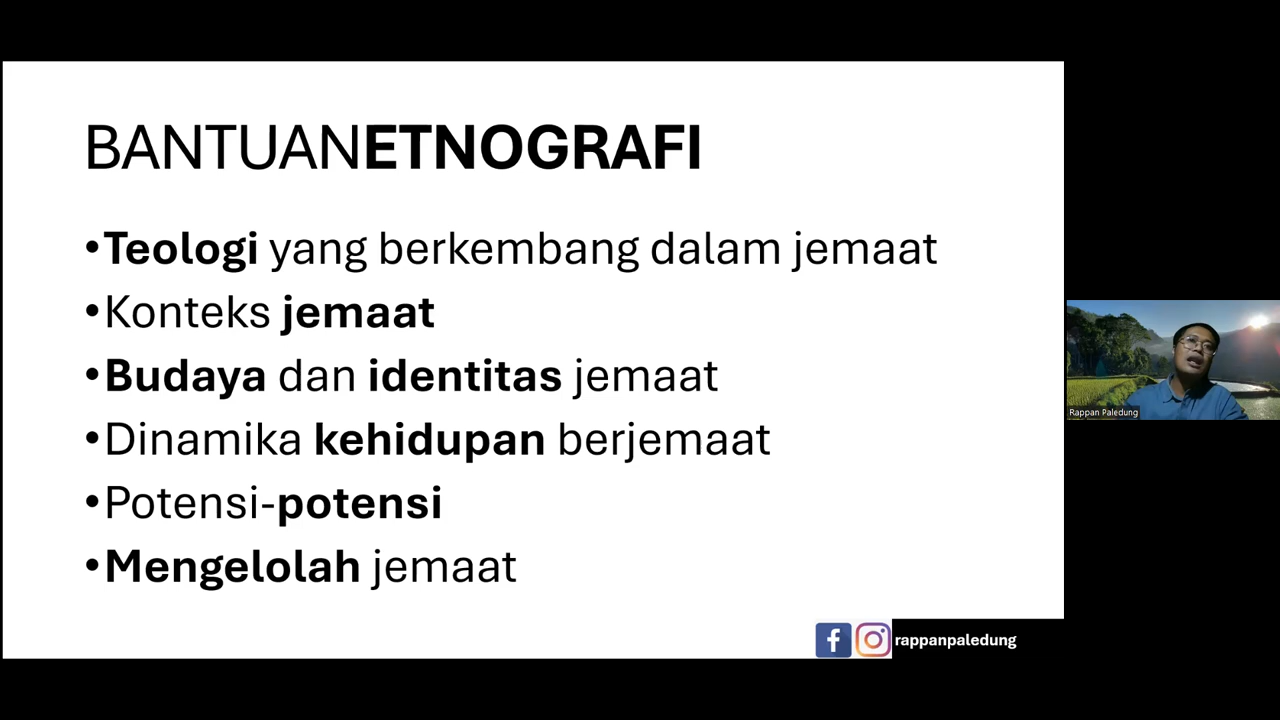 BANTUANETNOGRAFI
•Teologi yang berkembang dalam jemaat
•Konteks jemaat
•Budaya dan identitas jemaat
•Dinamika kehidupan berjemaat
•Potensi-potensi
•Mengelolah jemaat
rappanpaledung
Rappan Paledung